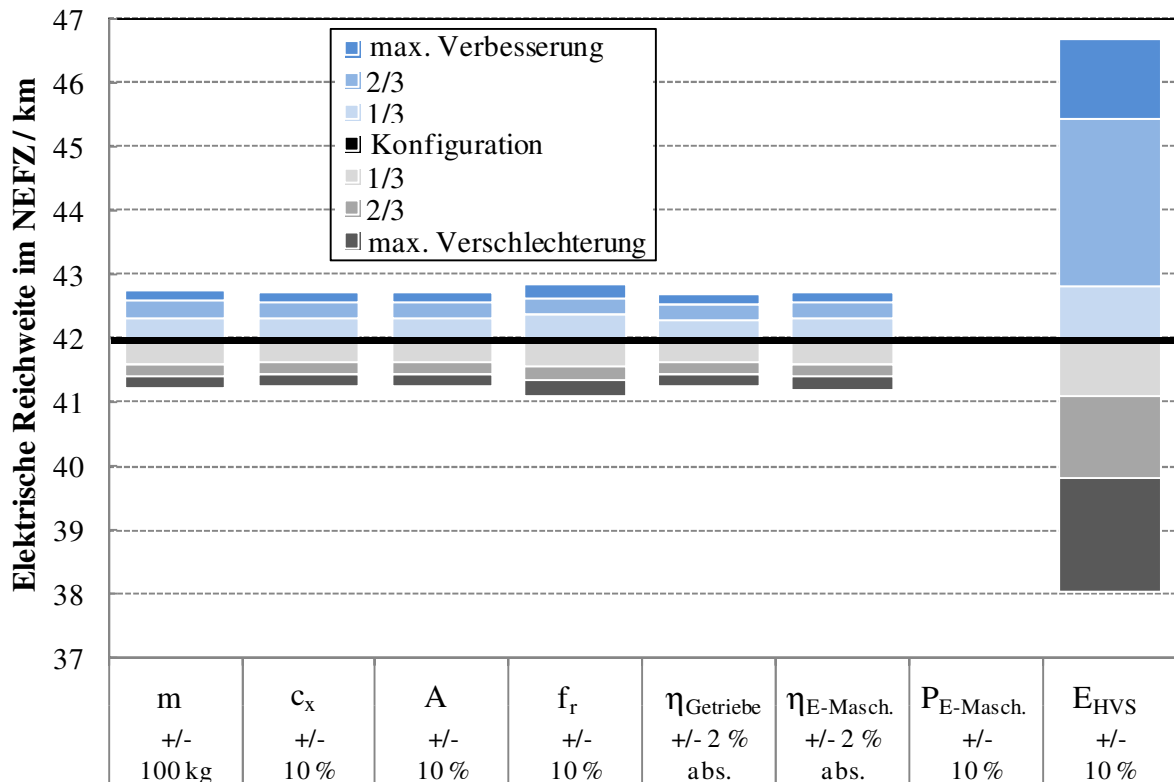 Elektrische Reichweite im NEFZ / km
47
46
45
44
43
42
41
40
39
38
37
max. Verbesserung
2/3
1/3
Konfiguration
1/3
2/3
max. Verschlechterung
m
+/-
100 kg
cₓ
+/-
10 %
A
+/-
10 %
fᵣ
+/-
10 %
ηGetriebe
+/- 2 %
abs.
ηE-Masch.
+/- 2 %
abs.
PE-Masch.
+/-
10 %
EHVS
+/-
10 %